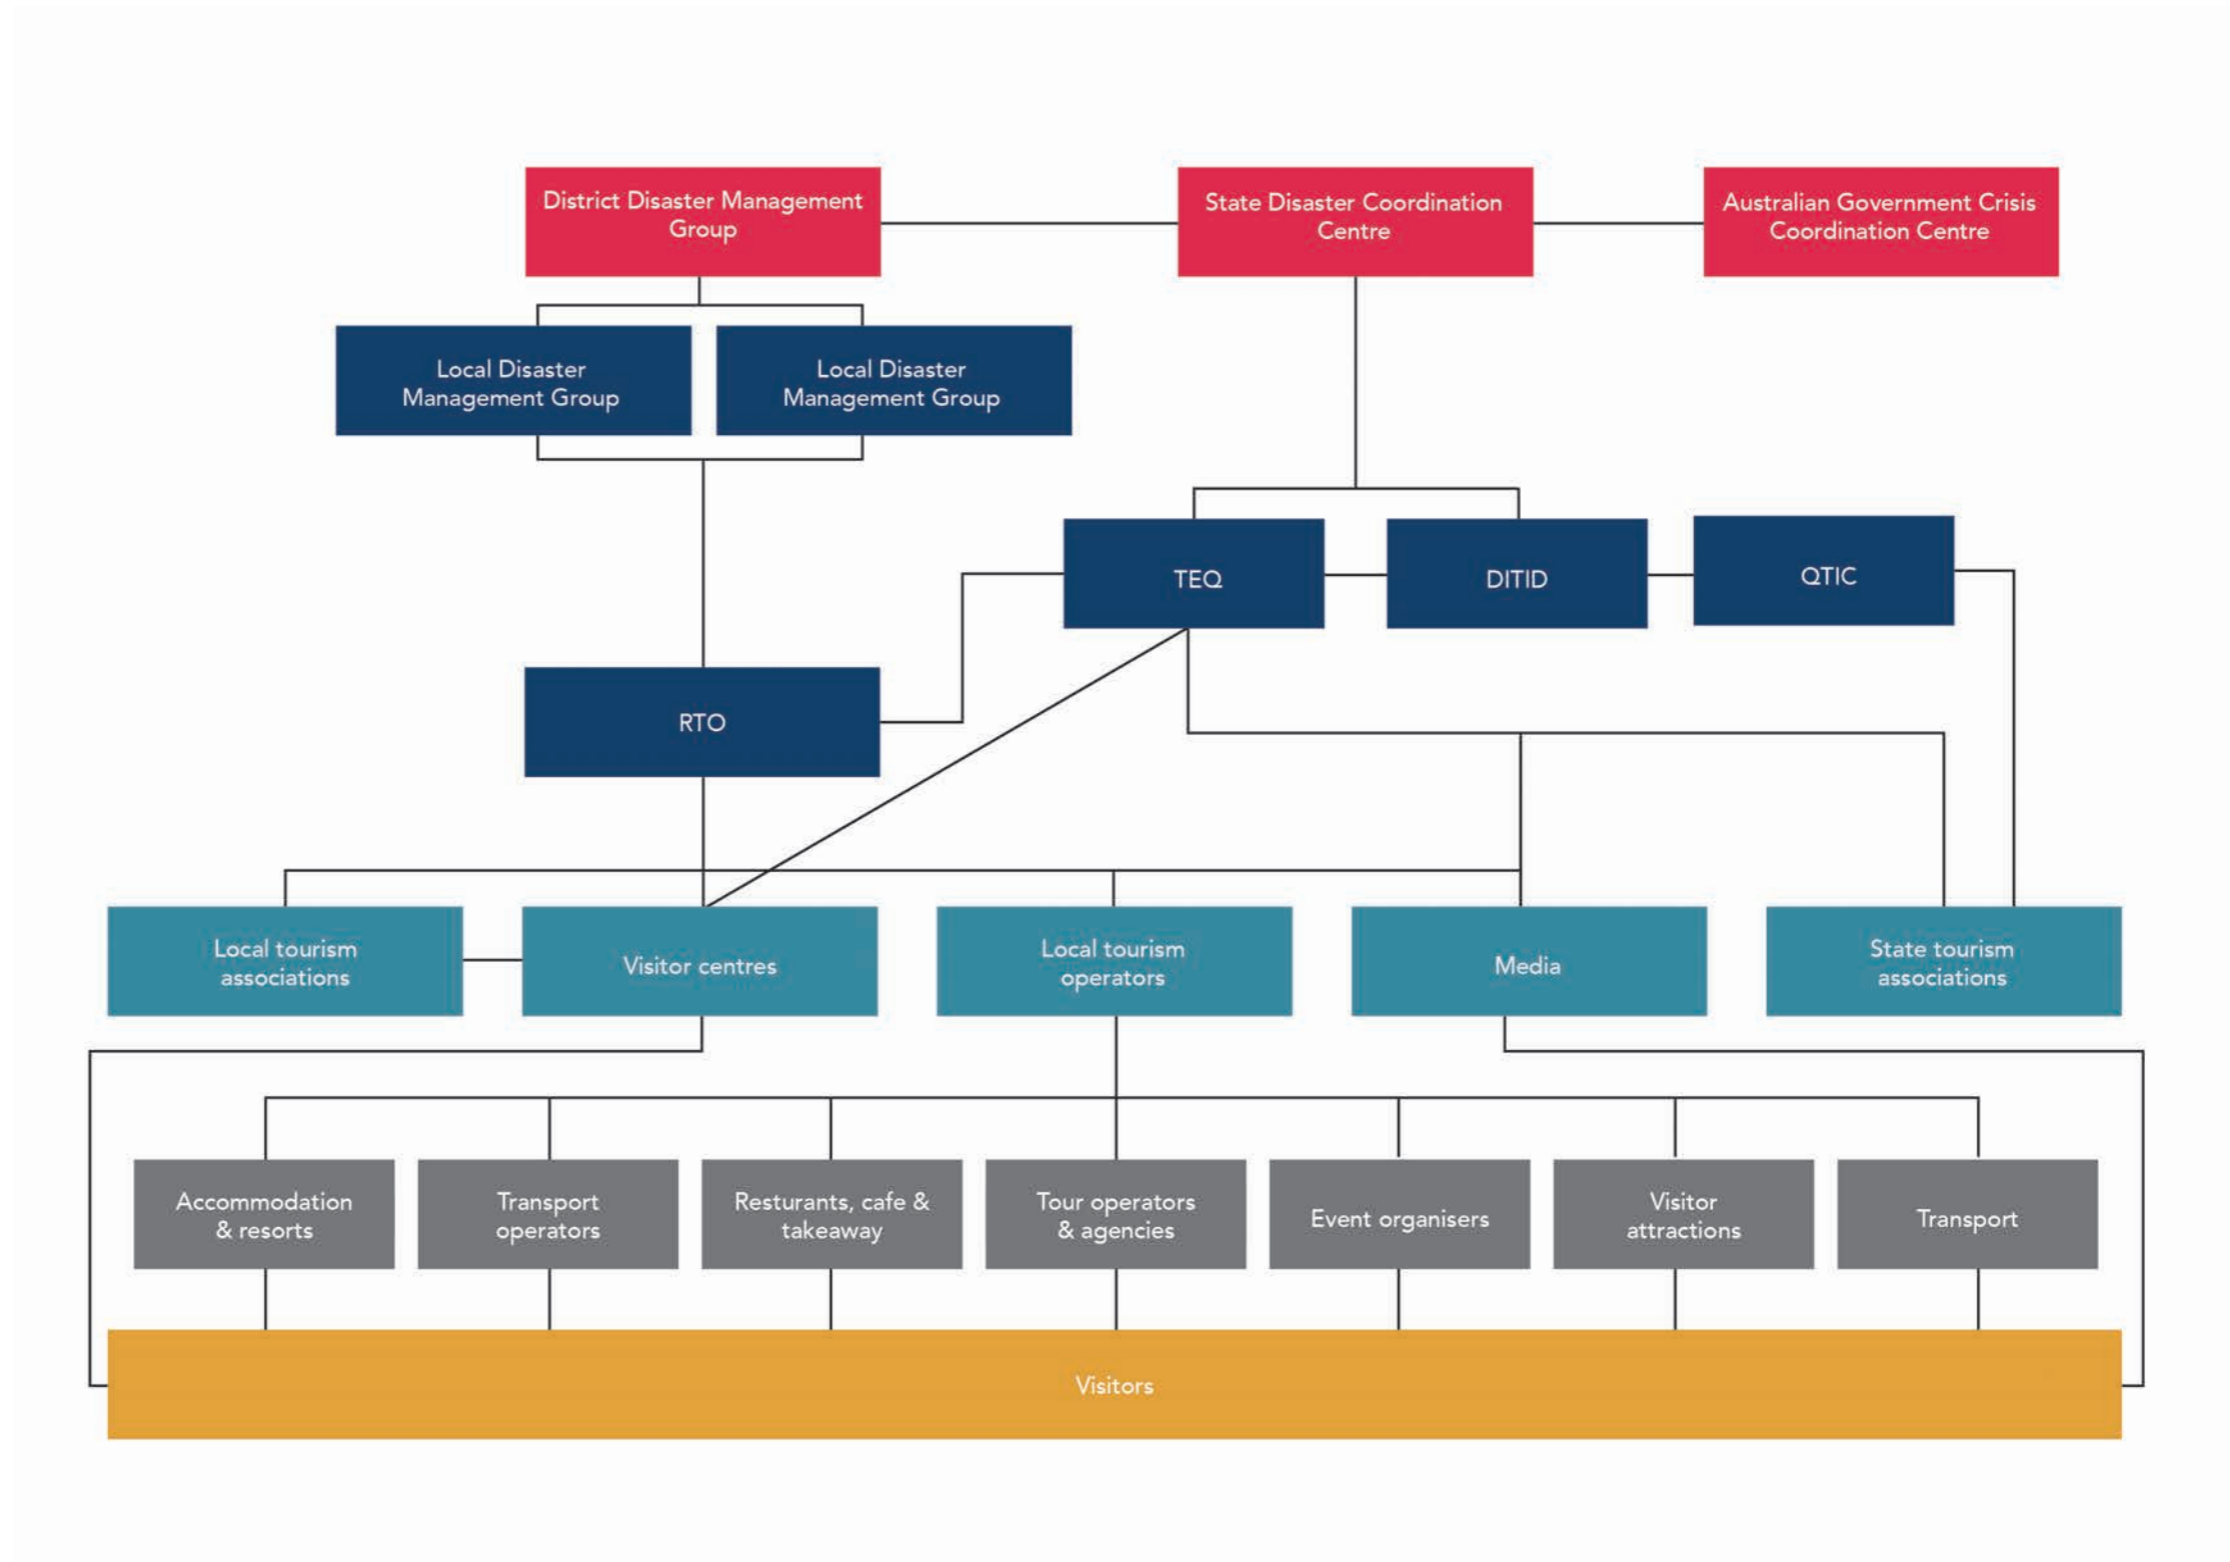 District Disaster Management
Group
State Disaster Coordination
Centre
Australian Government Crisis
Coordination Centre
Local Disaster
Management Group
Local Disaster
Management Group
TEQ
DITID
QTIC
RTO
Local tourism
associations
Visitor centres
Local tourism
operators
Media
State tourism
associations
Accommodation
& resorts
Transport
operators
Resturants, cafe &
takeaway
Tour operators
& agencies
Event organisers
Visitor
attractions
Transport
Visitors